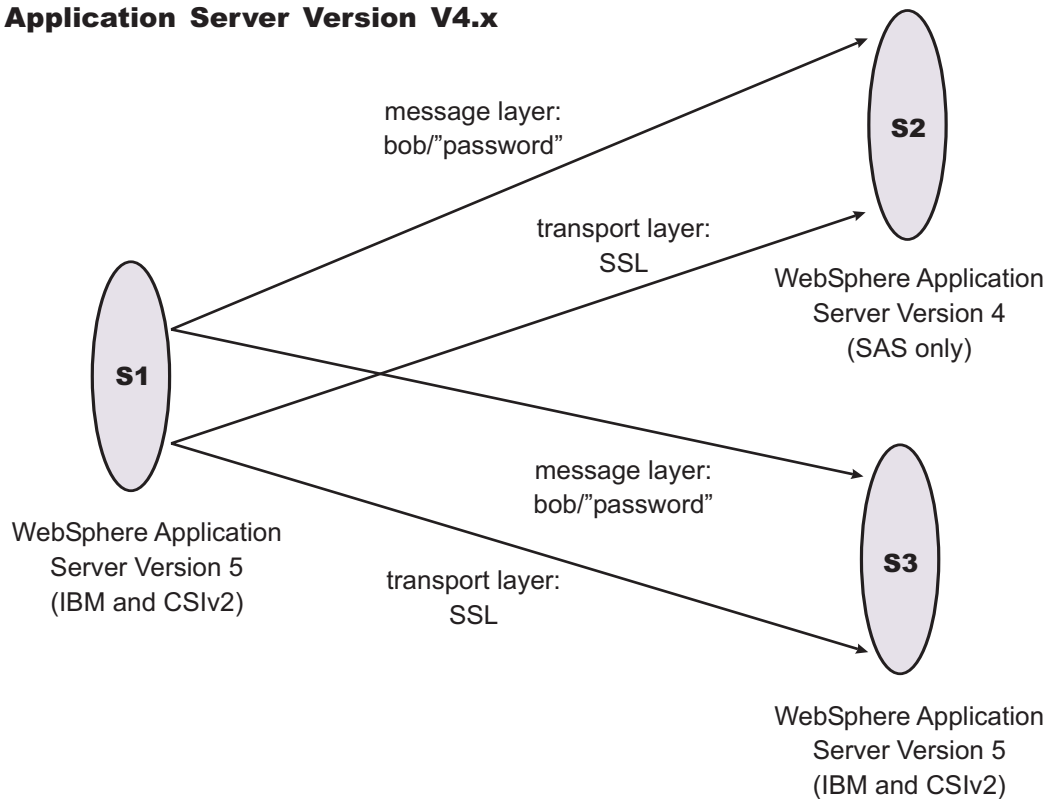 Application Server Version V4.x
message layer:
bob/”password”
S2
transport layer:
SSL
WebSphere Application
Server Version 4
(SAS only)
S1
message layer:
bob/”password”
WebSphere Application
Server Version 5
(IBM and CSIv2)
S3
transport layer:
SSL
WebSphere Application
Server Version 5
(IBM and CSIv2)